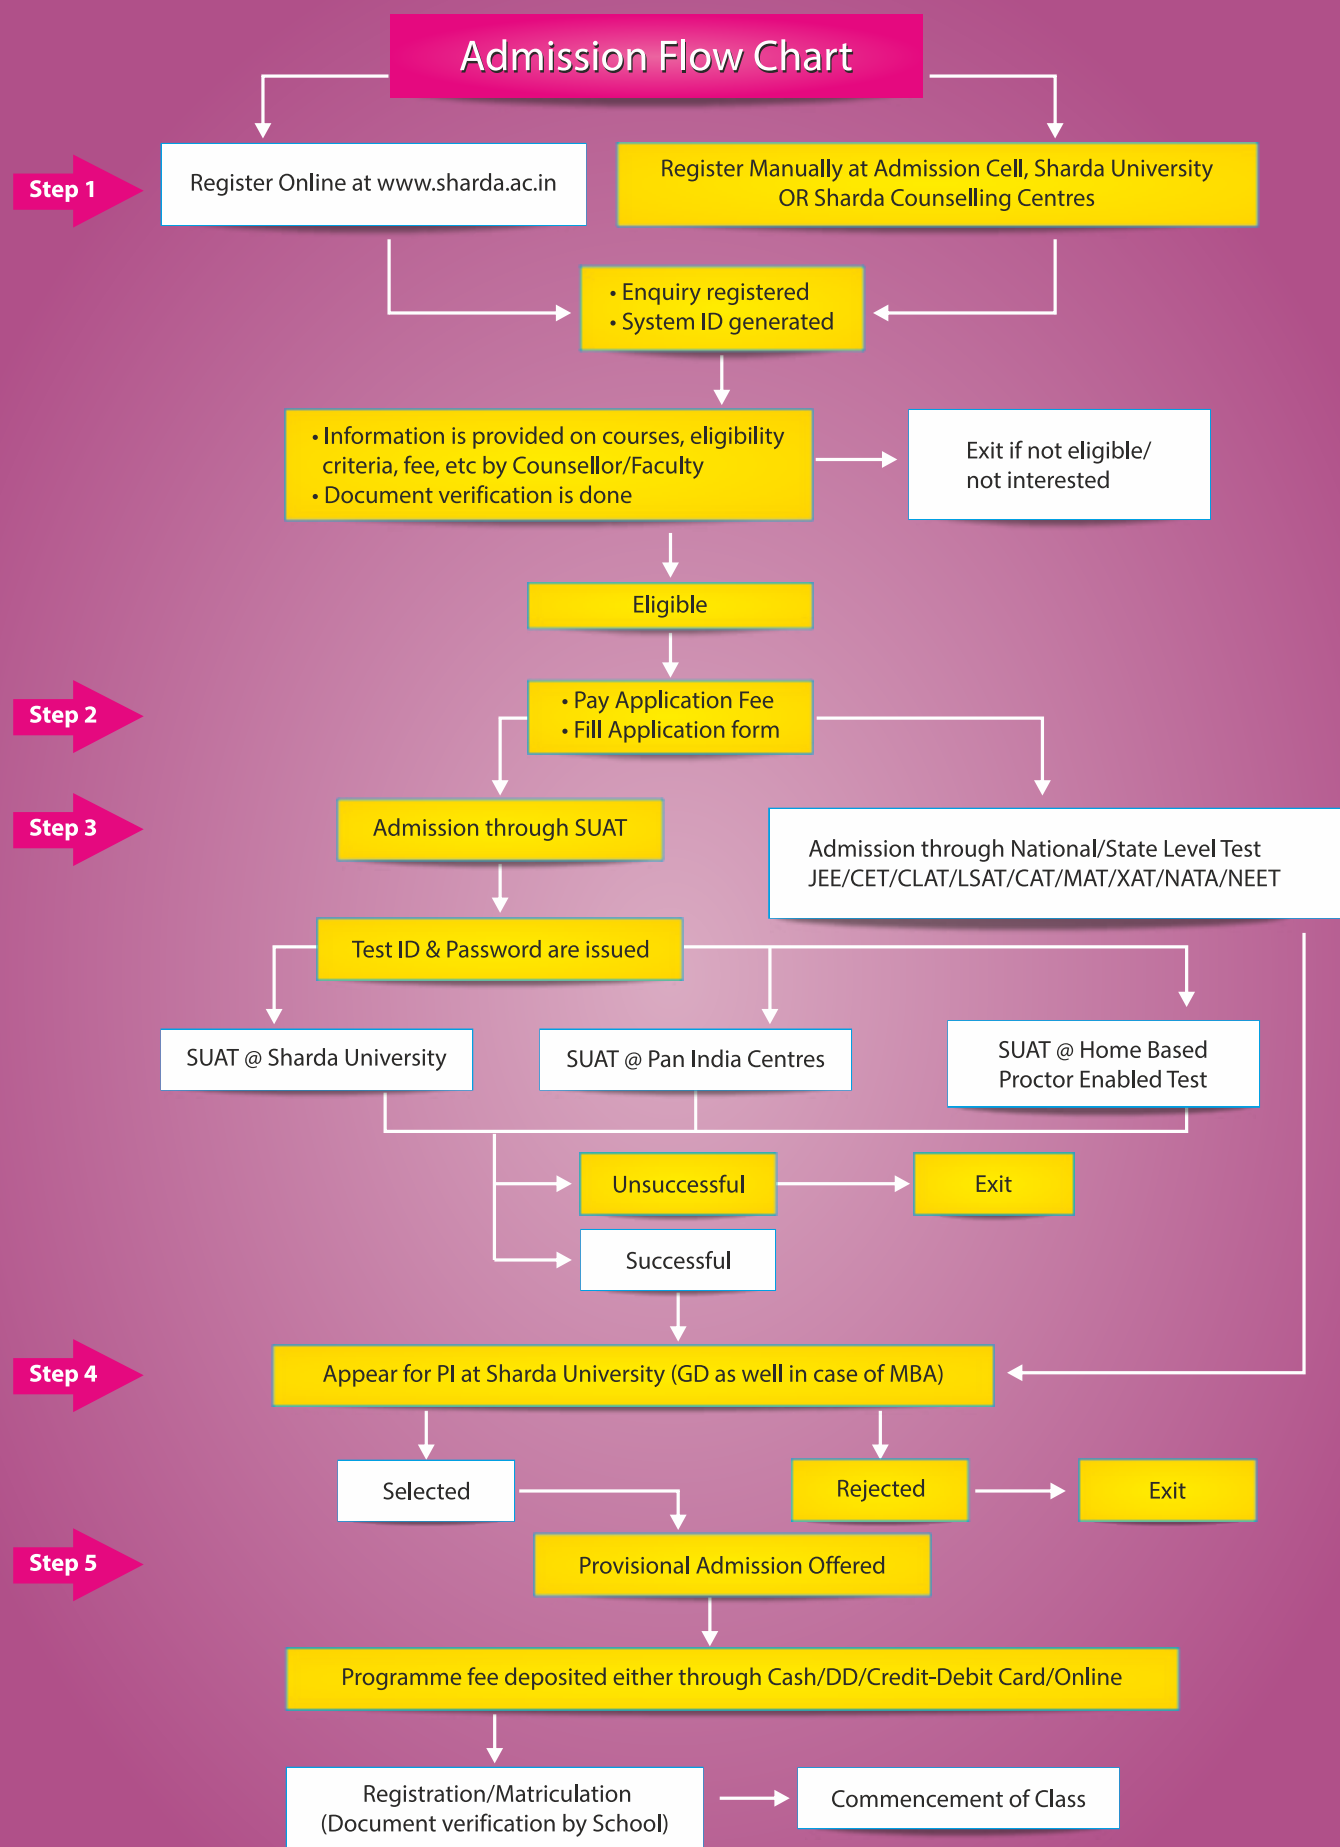 Admission Flow Chart
Step 1
Register Online at www.sharda.ac.in
Register Manually at Admission Cell, Sharda University
OR Sharda Counselling Centres
• Enquiry registered
• System ID generated
• Information is provided on courses, eligibility
criteria, fee, etc by Counsellor/Faculty
• Document verification is done
Exit if not eligible/
not interested
Eligible
Step 2
• Pay Application Fee
• Fill Application form
Step 3
Admission through SUAT
Admission through National/State Level Test
JEE/CET/CLAT/LSAT/CAT/MAT/XAT/NATA/NEET
Test ID & Password are issued
SUAT @ Sharda University
SUAT @ Pan India Centres
SUAT @ Home Based
Proctor Enabled Test
Unsuccessful
Exit
Successful
Step 4
Appear for PI at Sharda University (GD as well in case of MBA)
Selected
Rejected
Exit
Step 5
Provisional Admission Offered
Programme fee deposited either through Cash/DD/Credit-Debit Card/Online
Registration/Matriculation
(Document verification by School)
Commencement of Class